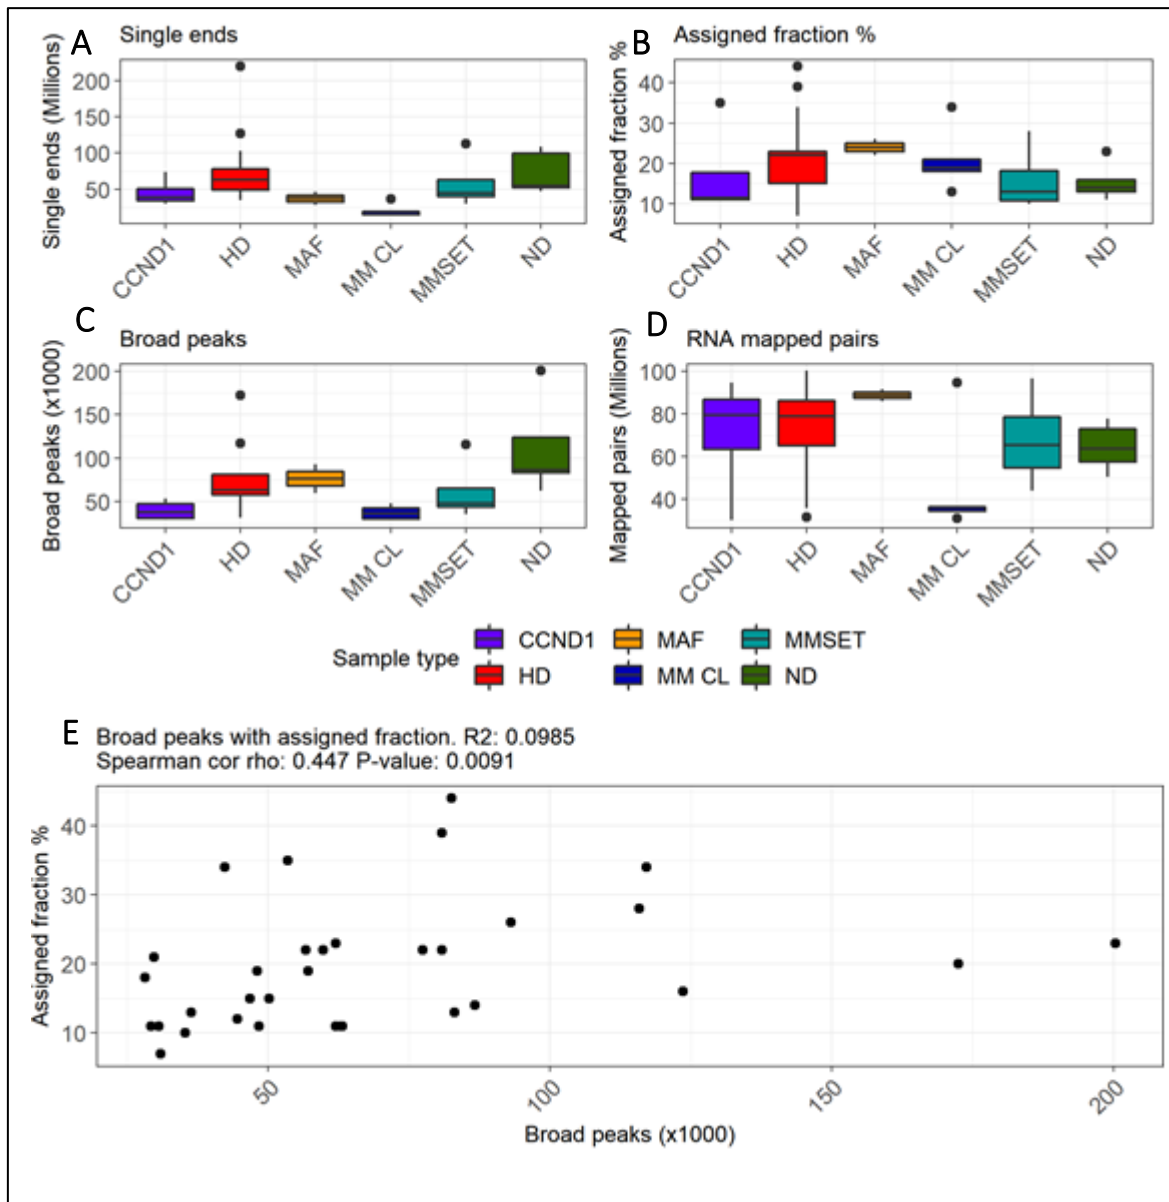 A Single ends
Single ends (Millions)
200
150
100
50
CCND1 HD MAF MM CL MMSET ND
B Assigned fraction %
Assigned fraction %
40
30
20
10
CCND1 HD MAF MM CL MMSET ND
C Broad peaks
Broad peaks (x1000)
200
150
100
50
CCND1 HD MAF MM CL MMSET ND
D RNA mapped pairs
Mapped pairs (Millions)
100
80
60
40
CCND1 HD MAF MM CL MMSET ND
Sample type
CCND1 MAF MMSET
HD MM CL ND
E Broad peaks with assigned fraction. R2: 0.0985
Spearman cor rho: 0.447 P-value: 0.0091
Assigned fraction %
40
30
20
10
50 100 150 200
Broad peaks (x1000)